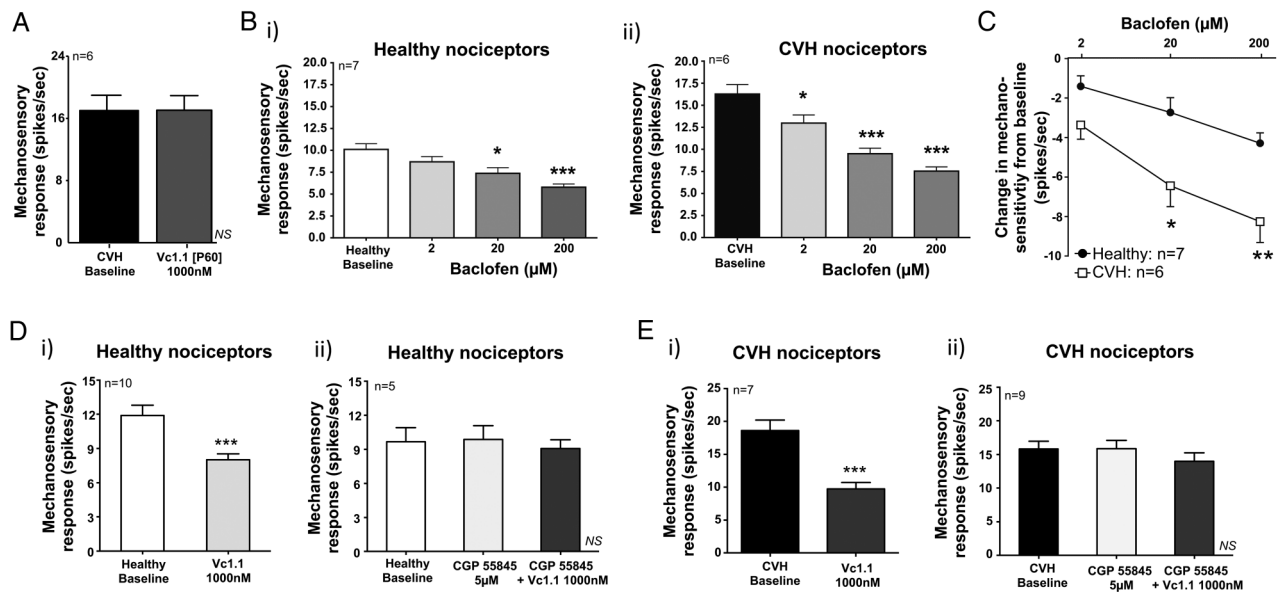 A
Mechanosensory
response (spikes/sec)
24
16
8
0
n=6
CVH
Baseline
Vc1.1 [P60]
1000nM
NS
B
i)
Healthy nociceptors
Mechanosensory
response (spikes/sec)
20.0
17.5
15.0
12.5
10.0
7.5
5.0
2.5
0.0
n=7
*
***
Healthy
Baseline
2
20
200
Baclofen (µM)
ii)
CVH nociceptors
Mechanosensory
response (spikes/sec)
20.0
17.5
15.0
12.5
10.0
7.5
5.0
2.5
0.0
n=6
*
***
***
CVH
Baseline
2
20
200
Baclofen (µM)
C
Baclofen (µM)
2
20
200
Change in mechano-
sensitivtiy from baseline
(spikes/sec)
0
-2
-4
-6
-8
-10
*
**
Healthy: n=7
CVH: n=6
D
i)
Healthy nociceptors
Mechanosensory
response (spikes/sec)
15
12
9
6
3
0
n=10
***
Healthy
Baseline
Vc1.1
1000nM
ii)
Healthy nociceptors
Mechanosensory
response (spikes/sec)
15
12
9
6
3
0
n=5
Healthy
Baseline
CGP 55845
5µM
CGP 55845
+ Vc1.1 1000nM
NS
E
i)
CVH nociceptors
Mechanosensory
response (spikes/sec)
25
20
15
10
5
0
n=7
***
CVH
Baseline
Vc1.1
1000nM
ii)
CVH nociceptors
Mechanosensory
response (spikes/sec)
25
20
15
10
5
0
n=9
CVH
Baseline
CGP 55845
5µM
CGP 55845
+ Vc1.1 1000nM
NS